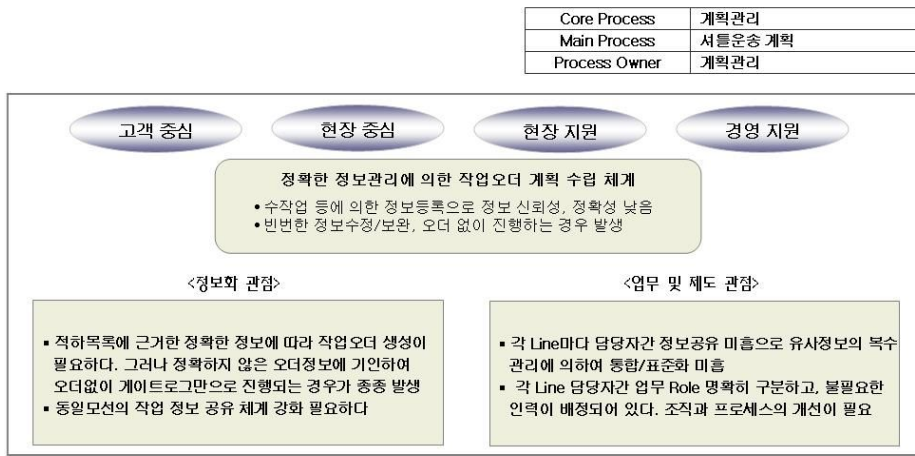 Core Process 계획관리
Main Process 셔틀운송 계획
Process Owner 계획관리
고객 중심 현장 중심 현장 지원 경영 지원
정확한 정보관리에 의한 작업오더 계획 수립 체계
• 수작업 등에 의한 정보등록으로 정보 신뢰성, 정확성 낮음
• 빈번한 정보수정/보완, 오더 없이 진행하는 경우 발생
<정보화 관점>
▪ 적하목록에 근거한 정확한 정보에 따라 작업오더 생성이
필요하다. 그러나 정확하지 않은 오더정보에 기인하여
오더없이 게이트로그만으로 진행되는 경우가 종종 발생
▪ 동일모선의 작업 정보 공유 체계 강화 필요하다
<업무 및 제도 관점>
▪ 각 Line마다 담당자간 정보공유 미흡으로 유사정보의 복수
관리에 의하여 통합/표준화 미흡
▪ 각 Line 담당자간 업무 Role 명확히 구분하고, 불필요한
인력이 배정되어 있다. 조직과 프로세스의 개선이 필요